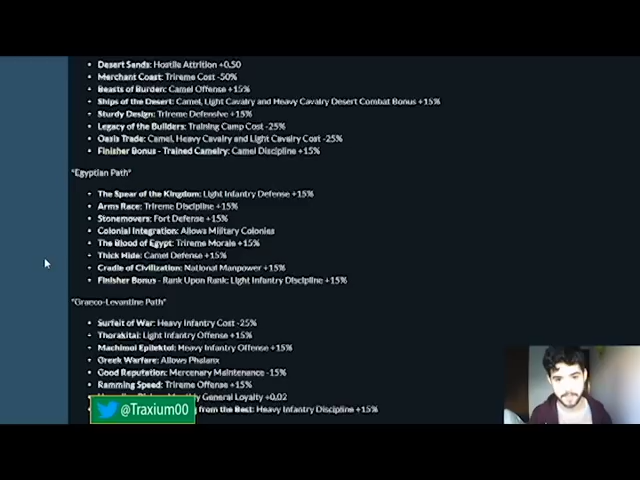 • Desert Sands: Hostile Attrition +0.50
• Merchant Coast: Trireme Cost -50%
• Beasts of Burden: Camel Offense +15%
• Ships of the Desert: Camel, Light Cavalry and Heavy Cavalry Desert Combat Bonus +15%
• Sturdy Design: Trireme Defensive +15%
• Legacy of the Builders: Training Camp Cost -25%
• Oasis Trade: Camel, Heavy Cavalry and Light Cavalry Cost -25%
• Finisher Bonus - Trained Camelry: Camel Discipline +15%
"Egyptian Path"
• The Spear of the Kingdom: Light Infantry Defense +15%
• Arms Race: Trireme Discipline +15%
• Stonemovers: Fort Defense +15%
• Colonial Integration: Allows Military Colonies
• The Blood of Egypt: Trireme Morale +15%
• Thick Hide: Camel Defense +15%
• Cradle of Civilization: National Manpower +15%
• Finisher Bonus - Rank Upon Rank: Light Infantry Discipline +15%
"Graeco-Levantine Path"
• Surfeit of War: Heavy Infantry Cost -25%
• Thorakitai: Light Infantry Offense +15%
• Machimoi Epilektoi: Heavy Infantry Offense +15%
• Greek Warfare: Allows Phalanx
• Good Reputation: Mercenary Maintenance -15%
• Ramming Speed: Trireme Offense +15%
General Loyalty +0.02
@Traxium00
from the Best: Heavy Infantry Discipline +15%